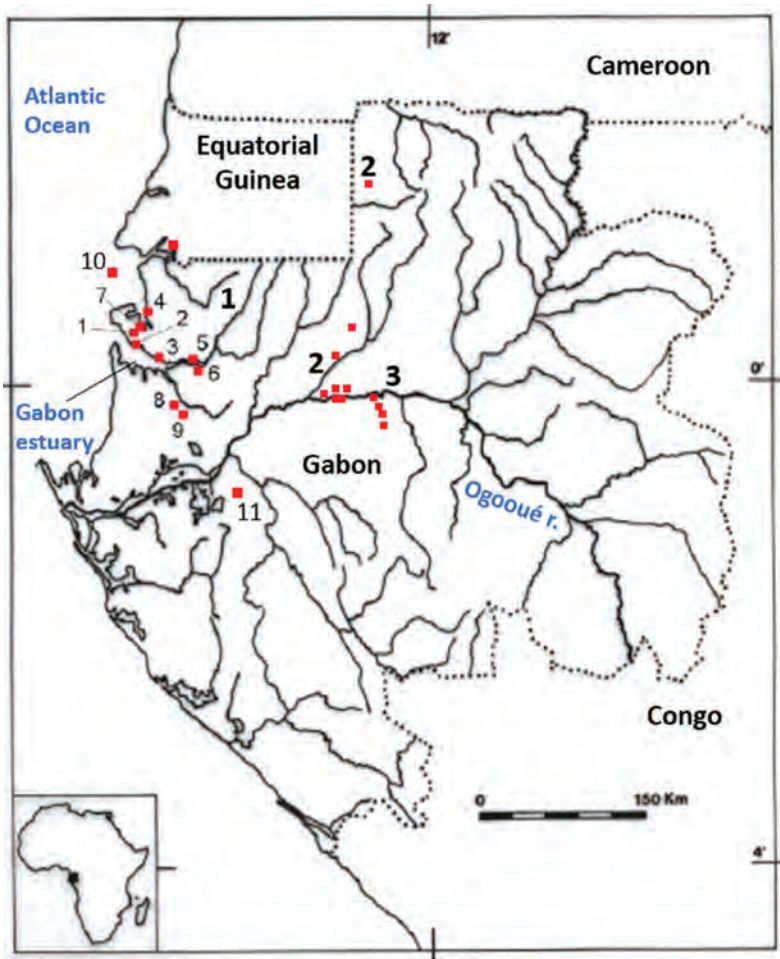 12'
Cameroon
Atlantic
Ocean
Equatorial
Guinea
2
10
1
7
4
1
2
3
5
6
2
3
0'
8
9
Gabon
estuary
Gabon
11
Ogooué r.
Congo
0
150 Km
4'